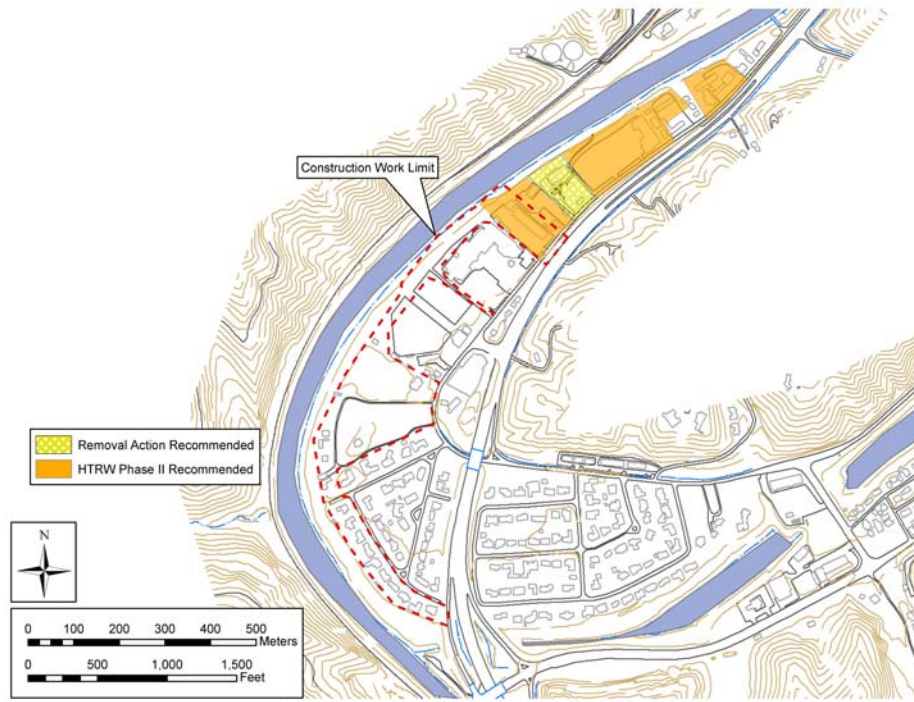 Construction Work Limit
Removal Action Recommended
HTRW Phase II Recommended
N
0 100 200 300 400 500
Meters
0 500 1,000 1,500
Feet